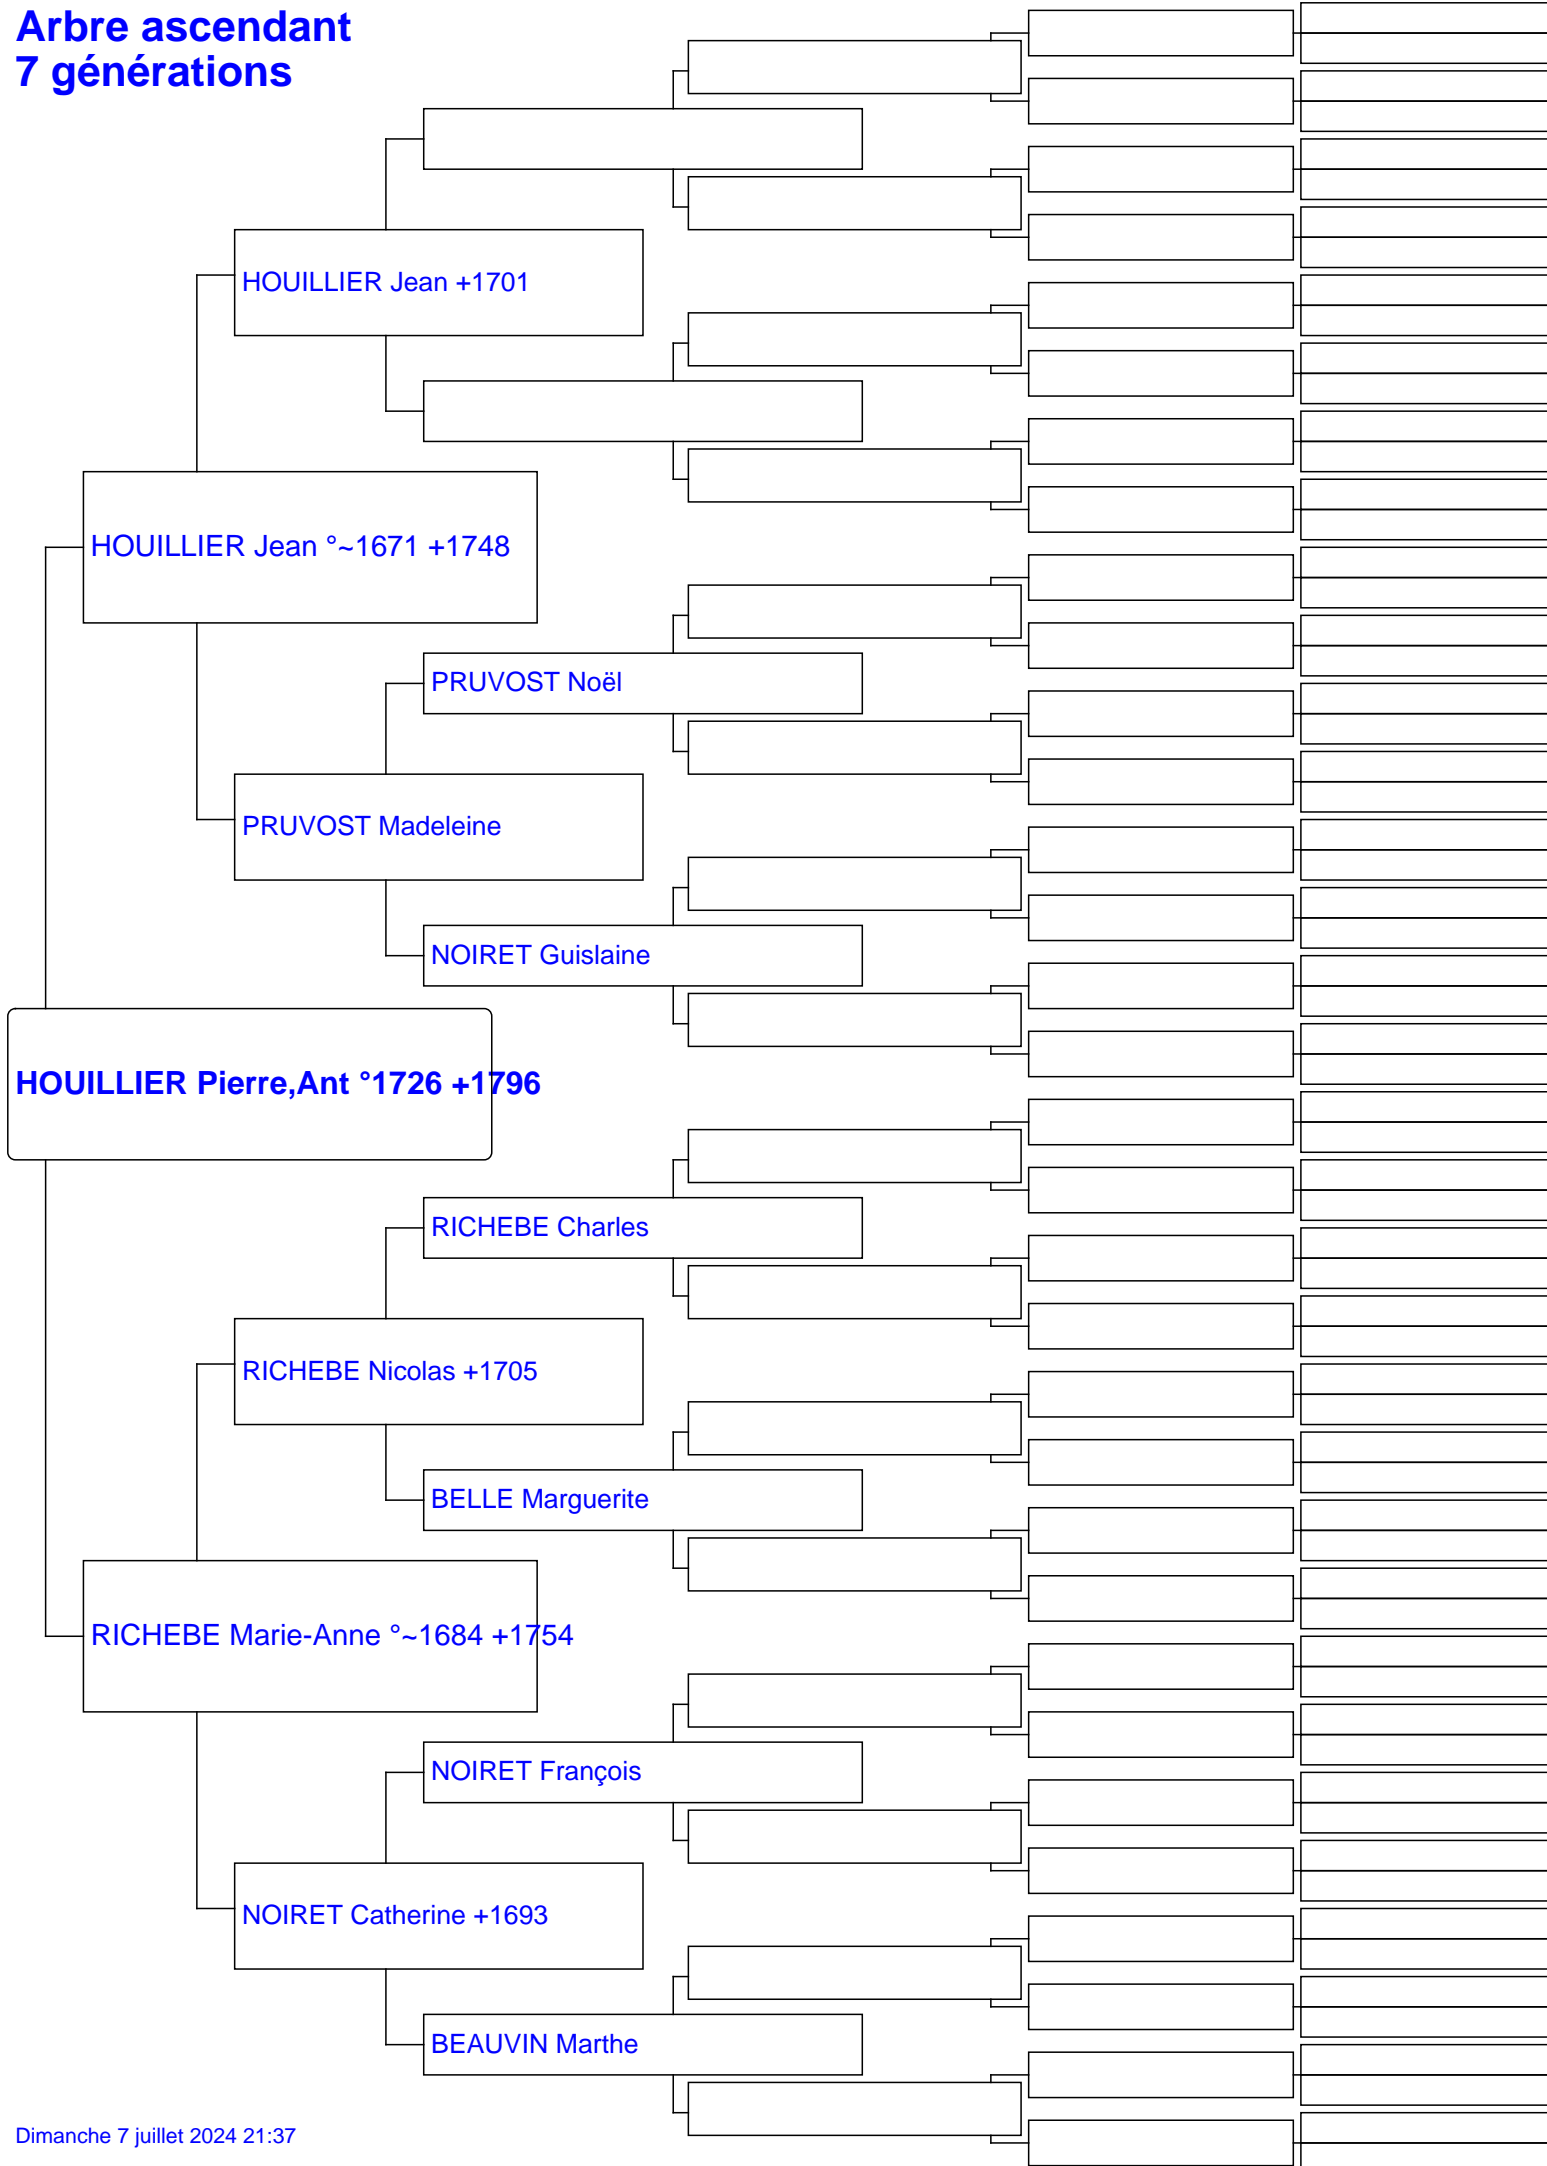 Arbre ascendant
7 générations
HOUILLIER Jean +1701
HOUILLIER Jean °~1671 +1748
PRUVOST Noël
PRUVOST Madeleine
NOIRET Guislaine
HOUILLIER Pierre,Ant °1726 +1796
RICHEBE Charles
RICHEBE Nicolas +1705
BELLE Marguerite
RICHEBE Marie-Anne °~1684 +1754
NOIRET François
NOIRET Catherine +1693
BEAUVIN Marthe
Dimanche 7 juillet 2024 21:37